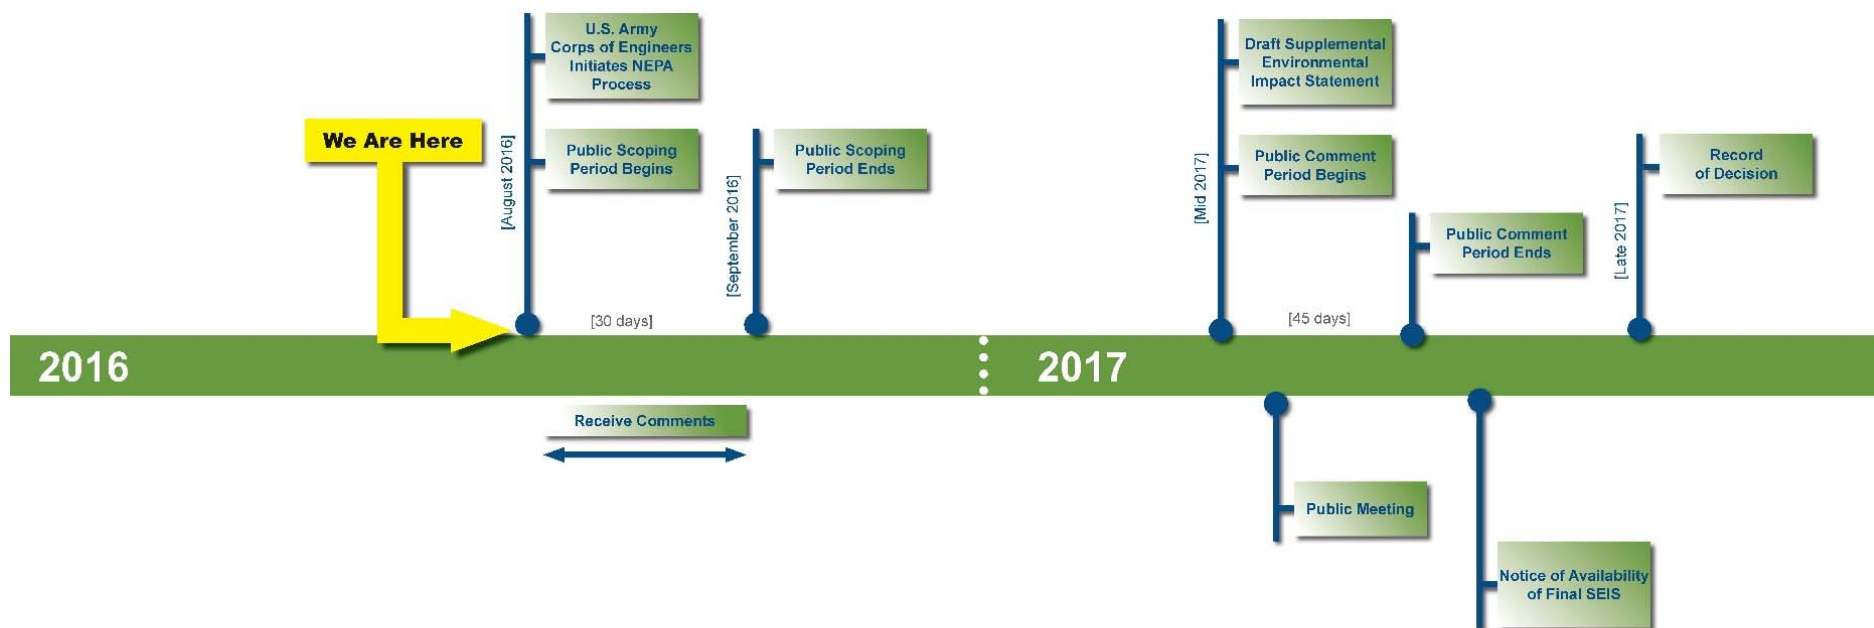 U.S. Army
Corps of Engineers
Initiates NEPA
Process
We Are Here
[August 2016]
Public Scoping
Period Begins
[September 2016]
Public Scoping
Period Ends
[30 days]
Draft Supplemental
Environmental
Impact Statement
[Mid 2017]
Public Comment
Period Begins
[45 days]
Public Comment
Period Ends
[Late 2017]
Record
of Decision
2016
2017
Receive Comments
Public Meeting
Notice of Availability
of Final SEIS